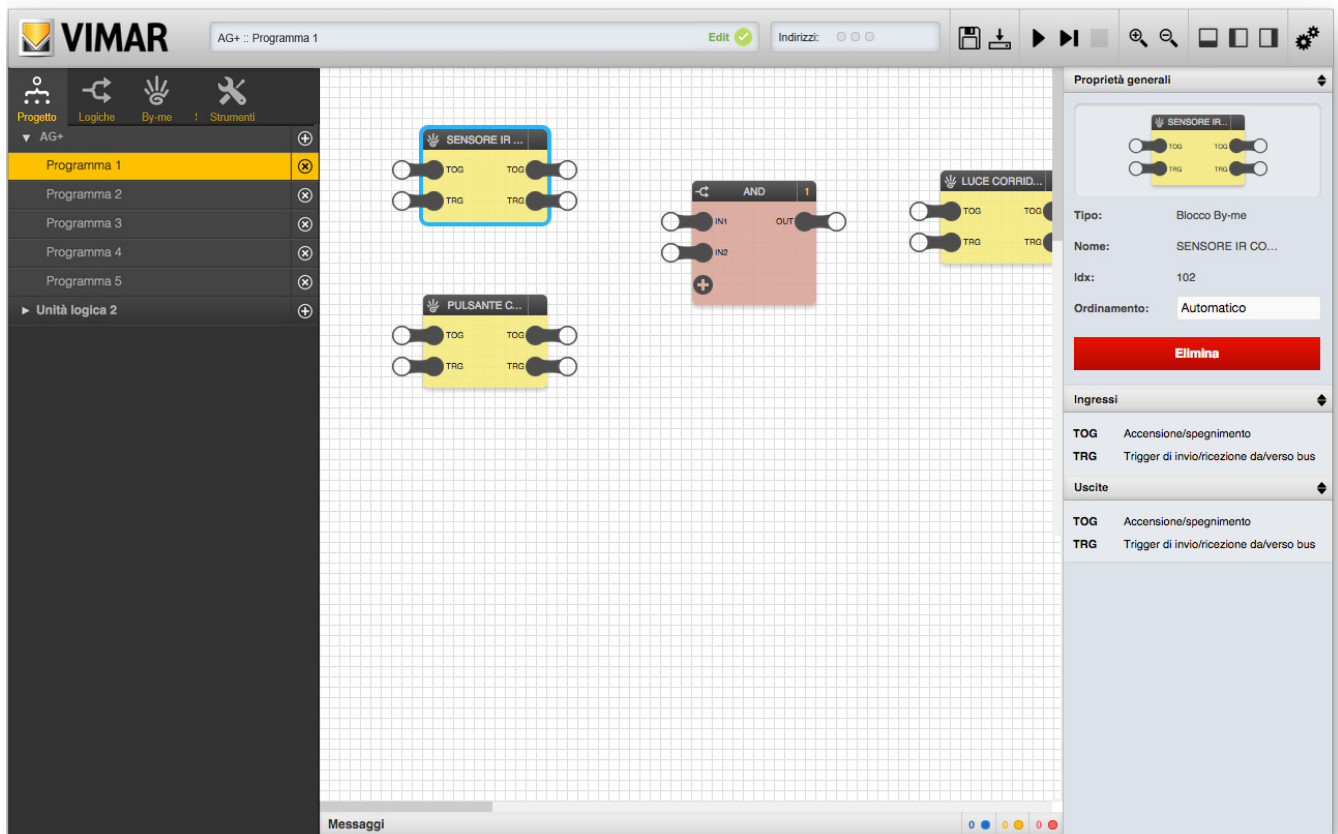 VIMAR
AG+ :: Programma 1
Edit
Indirizzi:
Progetto
Logiche
By-me
Strumenti
AG+
Programma 1
Programma 2
Programma 3
Programma 4
Programma 5
Unità logica 2
SENSORE IR ...
TOG TOG
TRG TRG
AND 1
IN1 OUT
IN2
LUCE CORRID...
TOG TOG
TRG TRG
PULSANTE C...
TOG TOG
TRG TRG
Messaggi
0 0 0
Proprietà generali
SENSORE IR...
TOG TOG
TRG TRG
Tipo: Blocco By-me
Nome: SENSORE IR CO...
Idx: 102
Ordinamento: Automatico
Elimina
Ingressi
TOG Accensione/spegnimento
TRG Trigger di invio/ricezione da/verso bus
Uscite
TOG Accensione/spegnimento
TRG Trigger di invio/ricezione da/verso bus